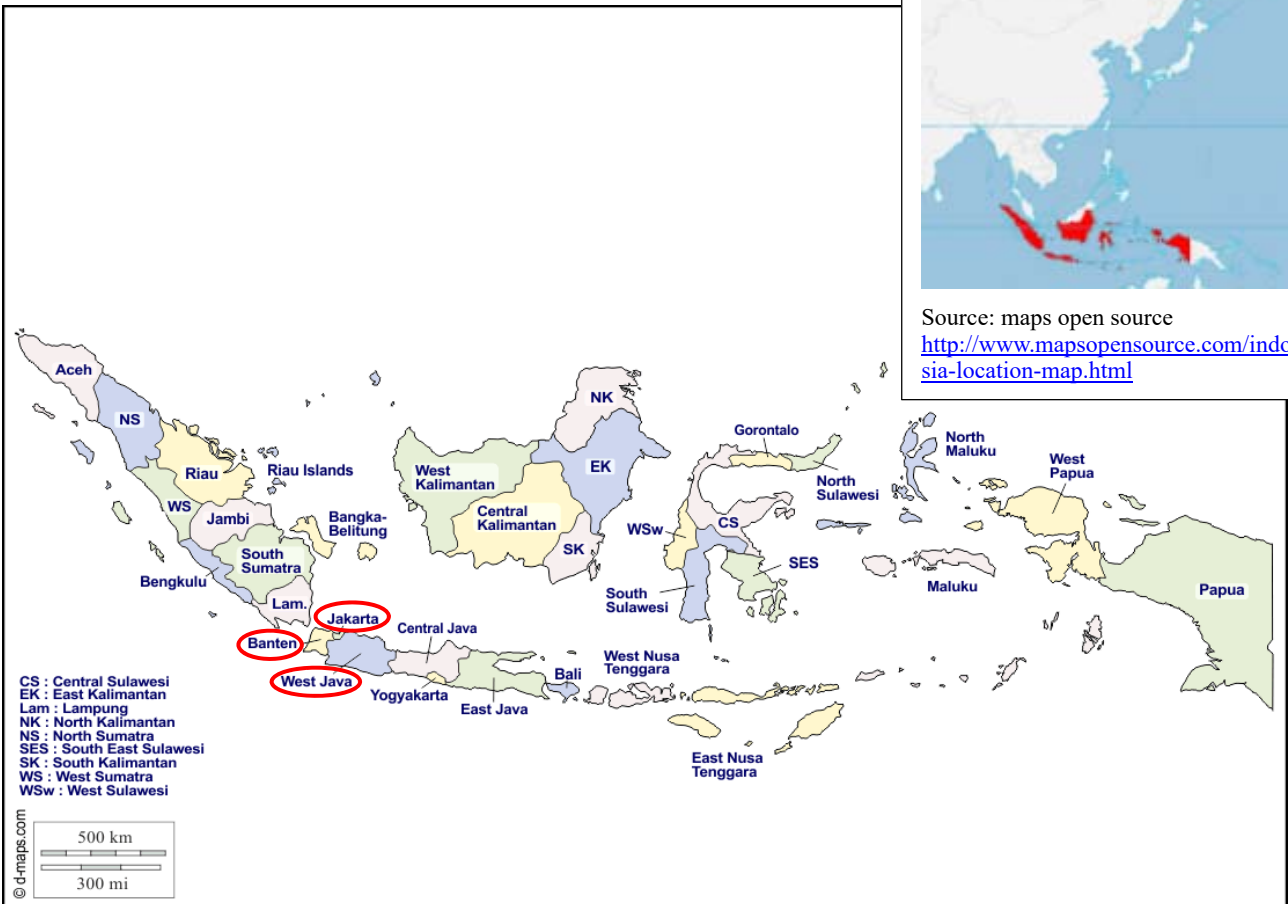 Source: maps open source
http://www.mapsopensource.com/indo
sia-location-map.html
Aceh
NS
Riau
Riau Islands
WS
Jambi
Bangka-
Belitung
South
Sumatra
Bengkulu
Lam.
Jakarta
Banten
West Java
Central Java
Yogyakarta
East Java
Bali
West
Kalimantan
Central
Kalimantan
NK
EK
SK
Gorontalo
North
Sulawesi
WSw
CS
SES
South
Sulawesi
West Nusa
Tenggara
East Nusa
Tenggara
North
Maluku
Maluku
West
Papua
Papua
CS : Central Sulawesi
EK : East Kalimantan
Lam : Lampung
NK : North Kalimantan
NS : North Sumatra
SES : South East Sulawesi
SK : South Kalimantan
WS : West Sumatra
WSw : West Sulawesi
© d-maps.com
500 km
300 mi